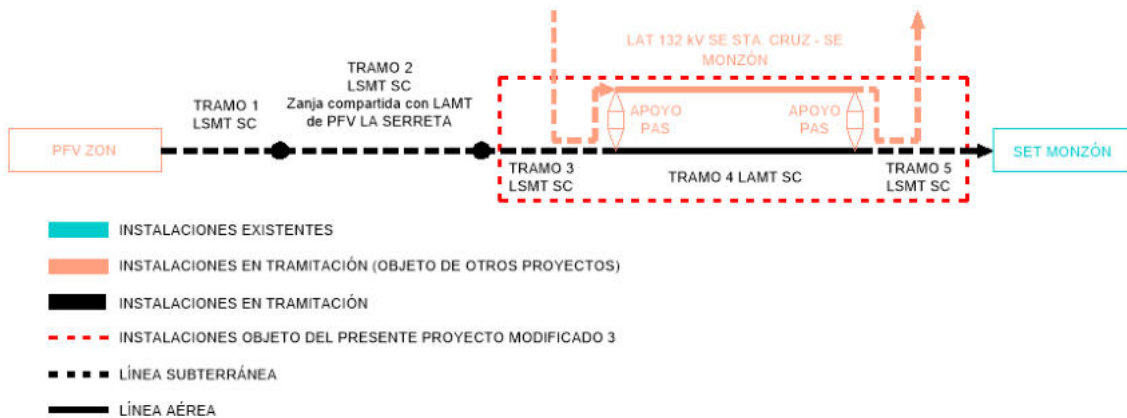 LAT 132 kV SE STA. CRUZ - SE
MONZÓN
TRAMO 2
LSMT SC
Zanja compartida con LAMT
de PFV LA SERRETA
TRAMO 1
LSMT SC
APOYO
PAS
APOYO
PAS
PFV ZON
SET MONZÓN
TRAMO 3
LSMT SC
TRAMO 4 LAMT SC
TRAMO 5
LSMT SC
INSTALACIONES EXISTENTES
INSTALACIONES EN TRAMITACIÓN (OBJETO DE OTROS PROYECTOS)
INSTALACIONES EN TRAMITACIÓN
INSTALACIONES OBJETO DEL PRESENTE PROYECTO MODIFICADO 3
LÍNEA SUBTERRÁNEA
LÍNEA AÉREA